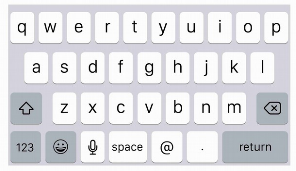 q w e r t y u i o p
a s d f g h j k l
z x c v b n m
123 space @ . return